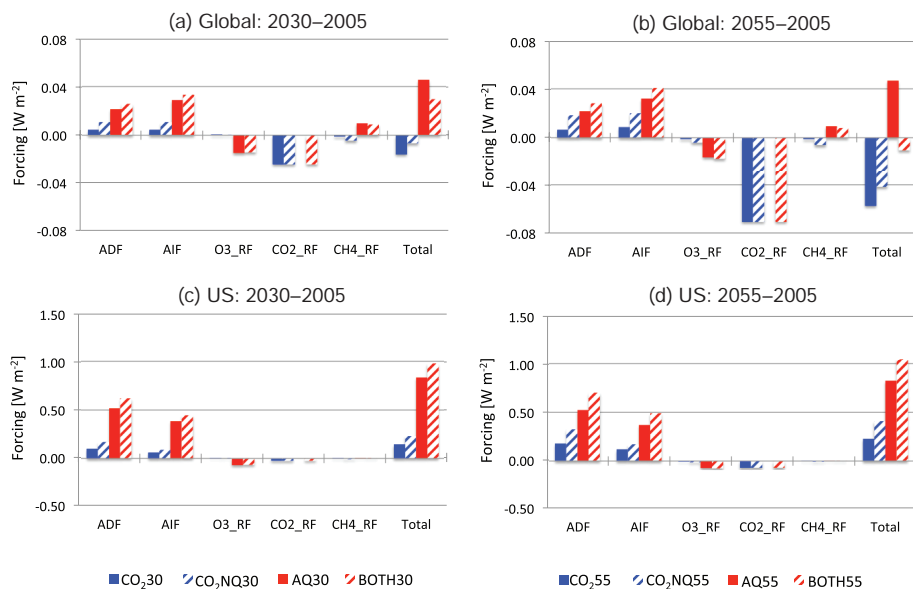 (a) Global: 2030–2005
Forcing [W m-2]
0.08
0.04
0.00
-0.04
-0.08
ADF AIF O3_RF CO2_RF CH4_RF Total
(b) Global: 2055–2005
Forcing [W m-2]
0.08
0.04
0.00
-0.04
-0.08
ADF AIF O3_RF CO2_RF CH4_RF Total
(c) US: 2030–2005
Forcing [W m-2]
1.50
1.00
0.50
0.00
-0.50
ADF AIF O3_RF CO2_RF CH4_RF Total
CO₂30 CO₂NQ30 AQ30 BOTH30
(d) US: 2055–2005
Forcing [W m-2]
1.50
1.00
0.50
0.00
-0.50
ADF AIF O3_RF CO2_RF CH4_RF Total
CO₂55 CO₂NQ55 AQ55 BOTH55